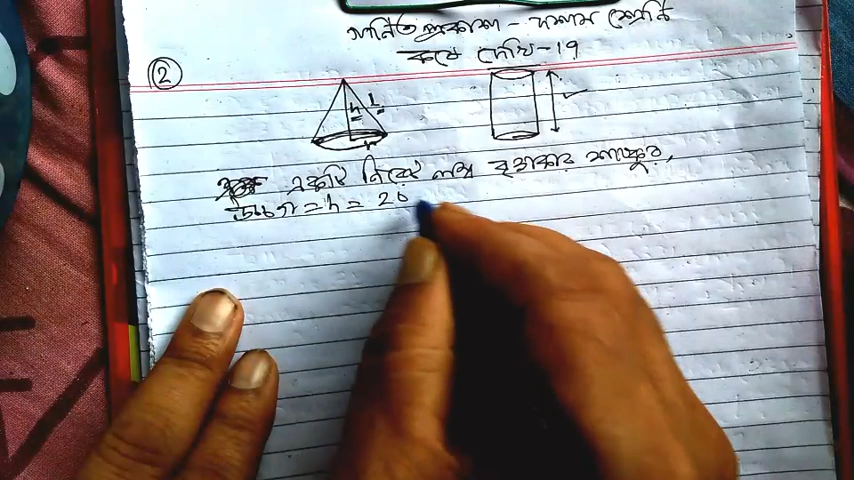 গণিত প্রকাশ - দশম শ্রেণি
কষে দেখি - 19
2
h l
r
একটি নিরেট লম্ব বৃত্তাকার শঙ্কুর,
উচ্চতা = h = 20